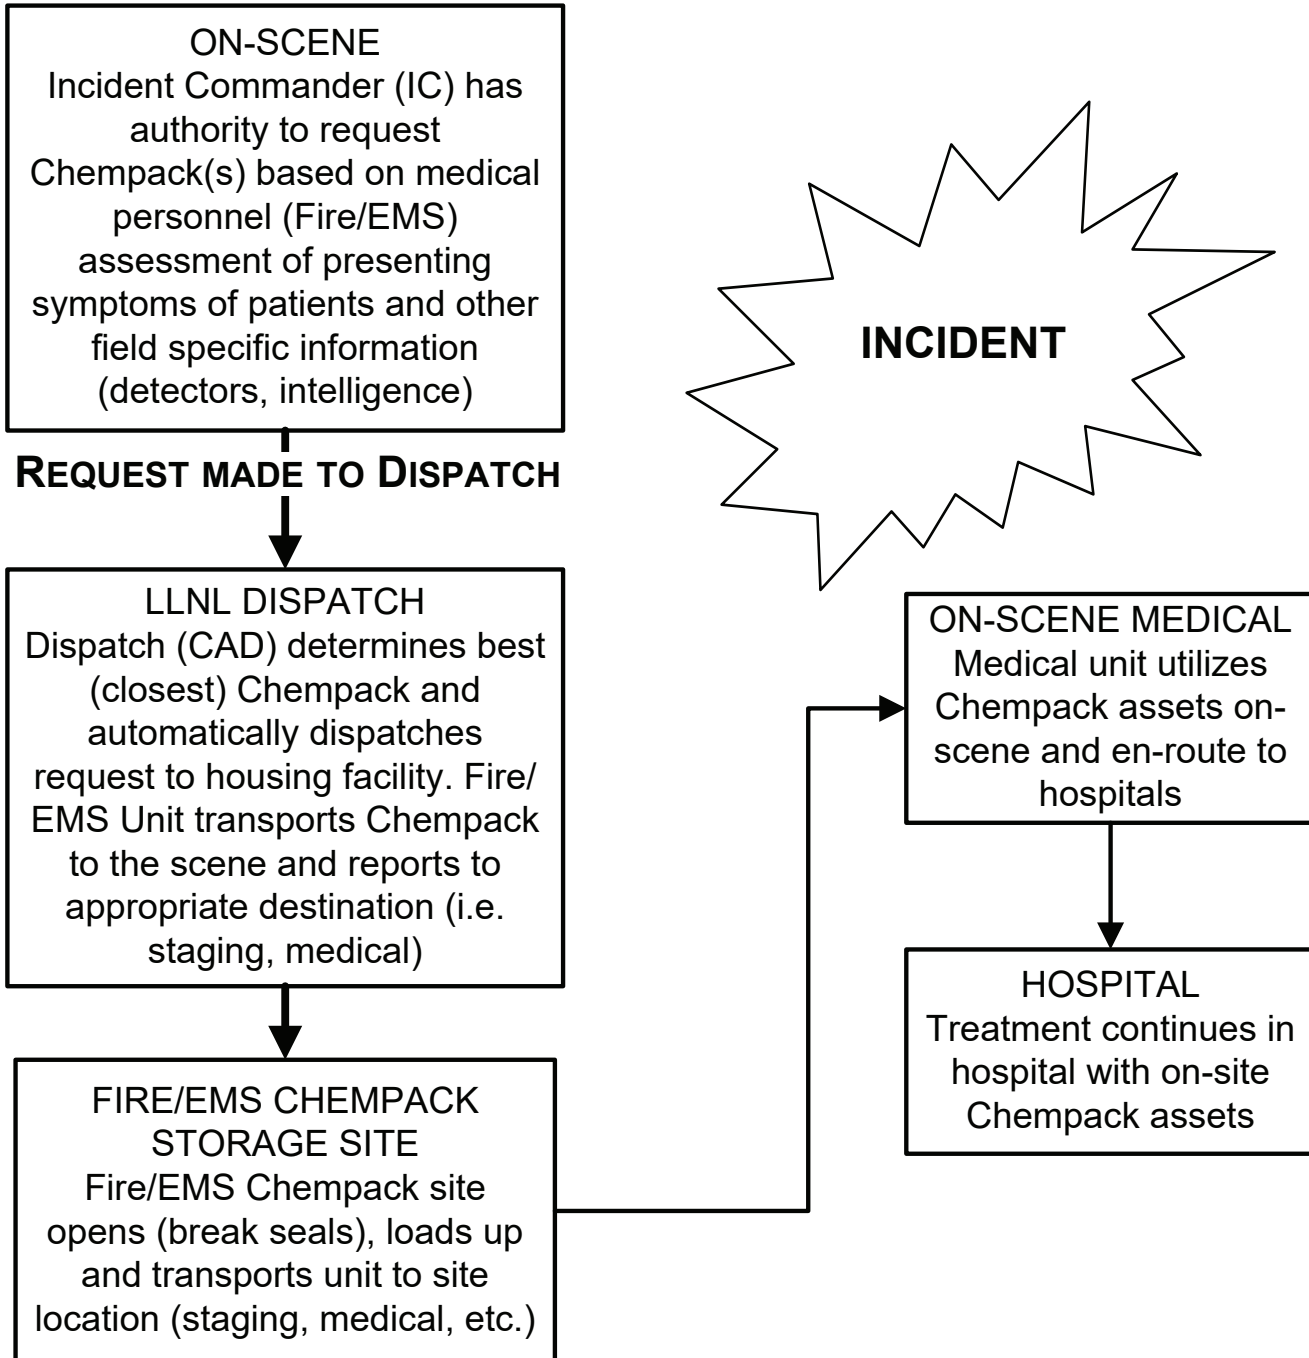 ON-SCENE
Incident Commander (IC) has
authority to request
Chempack(s) based on medical
personnel (Fire/EMS)
assessment of presenting
symptoms of patients and other
field specific information
(detectors, intelligence)
REQUEST MADE TO DISPATCH
LLNL DISPATCH
Dispatch (CAD) determines best
(closest) Chempack and
automatically dispatches
request to housing facility. Fire/
EMS Unit transports Chempack
to the scene and reports to
appropriate destination (i.e.
staging, medical)
FIRE/EMS CHEMPACK
STORAGE SITE
Fire/EMS Chempack site
opens (break seals), loads up
and transports unit to site
location (staging, medical, etc.)
INCIDENT
ON-SCENE MEDICAL
Medical unit utilizes
Chempack assets on-
scene and en-route to
hospitals
HOSPITAL
Treatment continues in
hospital with on-site
Chempack assets